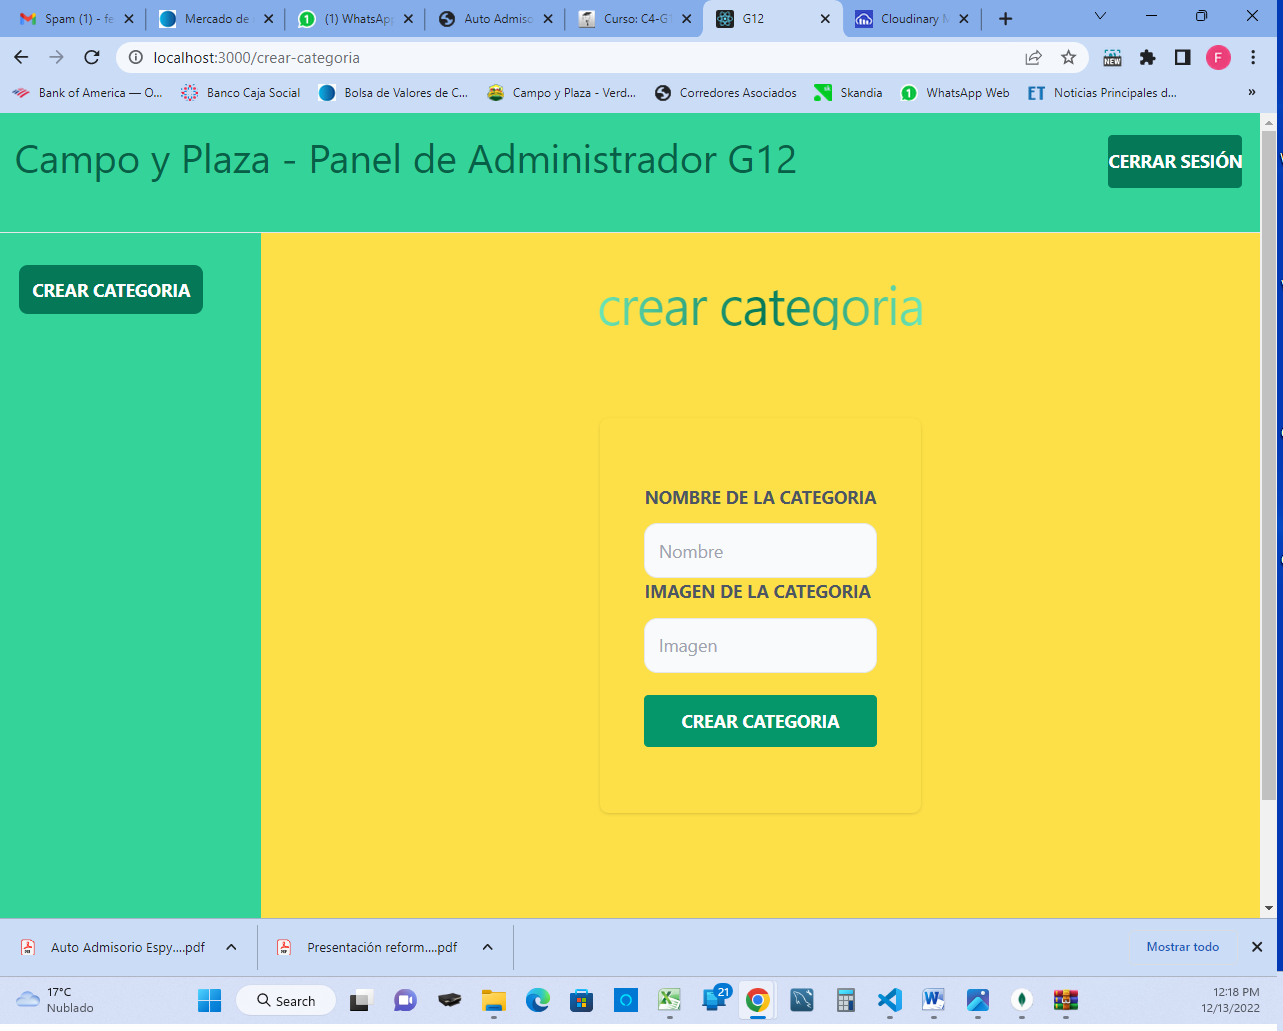 Spam (1) - fe
Mercado de
(1) WhatsAp
Auto Admiso
Curso: C4-G
G12
Cloudinary M
localhost:3000/crear-categoria
NEW
F
Bank of America — O...
Banco Caja Social
Bolsa de Valores de C...
Campo y Plaza - Verd...
Corredores Asociados
Skandia
1
WhatsApp Web
ET
Noticias Principales d...
»
Campo y Plaza - Panel de Administrador G12
CERRAR SESIÓN
CREAR CATEGORIA
crear categoria
NOMBRE DE LA CATEGORIA
Nombre
IMAGEN DE LA CATEGORIA
Imagen
CREAR CATEGORIA
Auto Admisorio Espy....pdf
Presentación reform....pdf
Mostrar todo
17°C
Nublado
Search
21
12:18 PM
12/13/2022